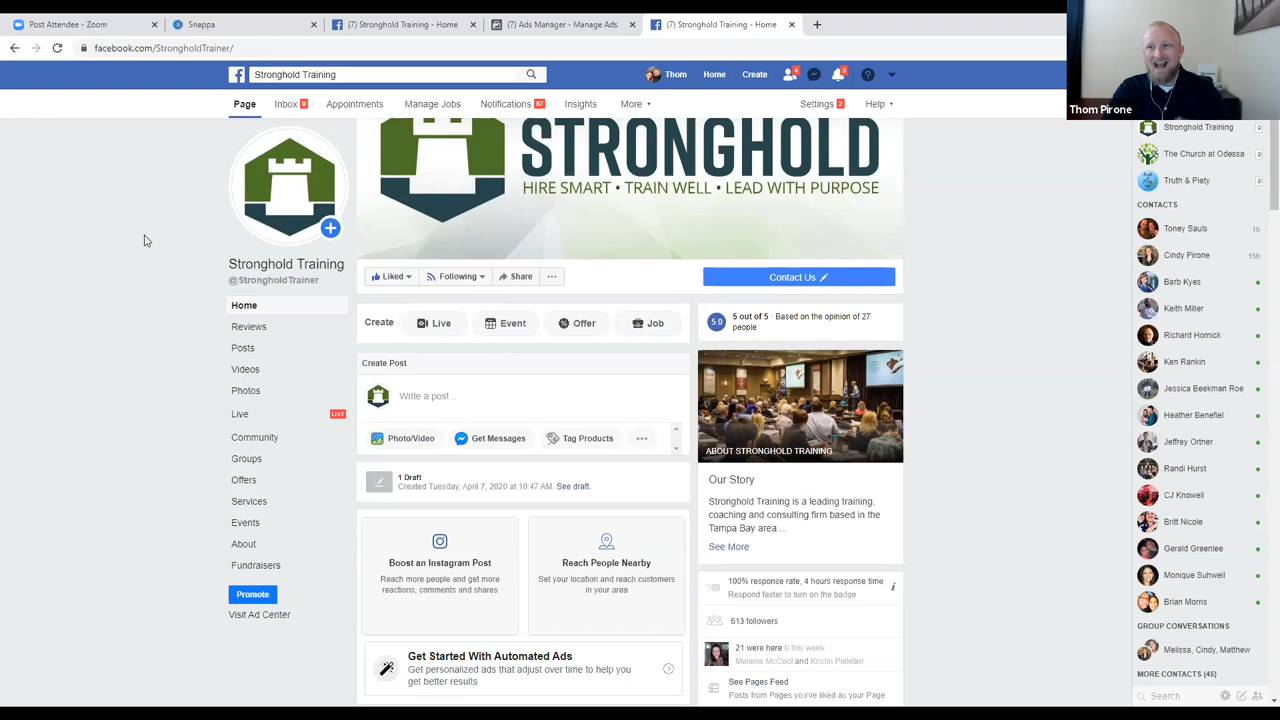 Post Attendee - Zoom
Snappa
(7) Stronghold Training - Home
(7) Ads Manager - Manage Ads
(7) Stronghold Training - Home
facebook.com/StrongholdTrainer/
Stronghold Training
Thom
Home
Create
4
3
Thom Pirone
Page
Inbox 9
Appointments
Manage Jobs
Notifications 87
Insights
More
Settings 2
Help
STRONGHOLD
HIRE SMART • TRAIN WELL • LEAD WITH PURPOSE
Stronghold Training
@StrongholdTrainer
Home
Reviews
Posts
Videos
Photos
Live
LIVE
Community
Groups
Offers
Services
Events
About
Fundraisers
Promote
Visit Ad Center
Liked
Following
Share
Contact Us
Create
Live
Event
Offer
Job
Create Post
Write a post...
Photo/Video
Get Messages
Tag Products
1 Draft
Created Tuesday, April 7, 2020 at 10:47 AM. See draft.
Boost an Instagram Post
Reach more people and get more
reactions, comments and shares
Reach People Nearby
Set your location and reach customers
in your area
Get Started With Automated Ads
Get personalized ads that adjust over time to help you
get better results
5.0
5 out of 5 · Based on the opinion of 27
people
ABOUT STRONGHOLD TRAINING
Our Story
Stronghold Training is a leading training,
coaching and consulting firm based in the
Tampa Bay area ...
See More
100% response rate, 4 hours response time
Respond faster to turn on the badge
613 followers
21 were here 0 this week
Melanie McCool and Kristin Pelletier
See Pages Feed
Posts from Pages you've liked as your Page
Stronghold Training
The Church at Odessa
Truth & Piety
CONTACTS
Toney Sauls 1h
Cindy Pirone 15h
Barb Kyes
Keith Miller
Richard Hornick
Ken Rankin
Jessica Beekman Roe
Heather Benefiel
Jeffrey Ortner
Randi Hurst
CJ Knowell
Britt Nicole
Gerald Greenlee
Monique Suhweil
Brian Morris
GROUP CONVERSATIONS
Melissa, Cindy, Matthew
MORE CONTACTS (45)
Search